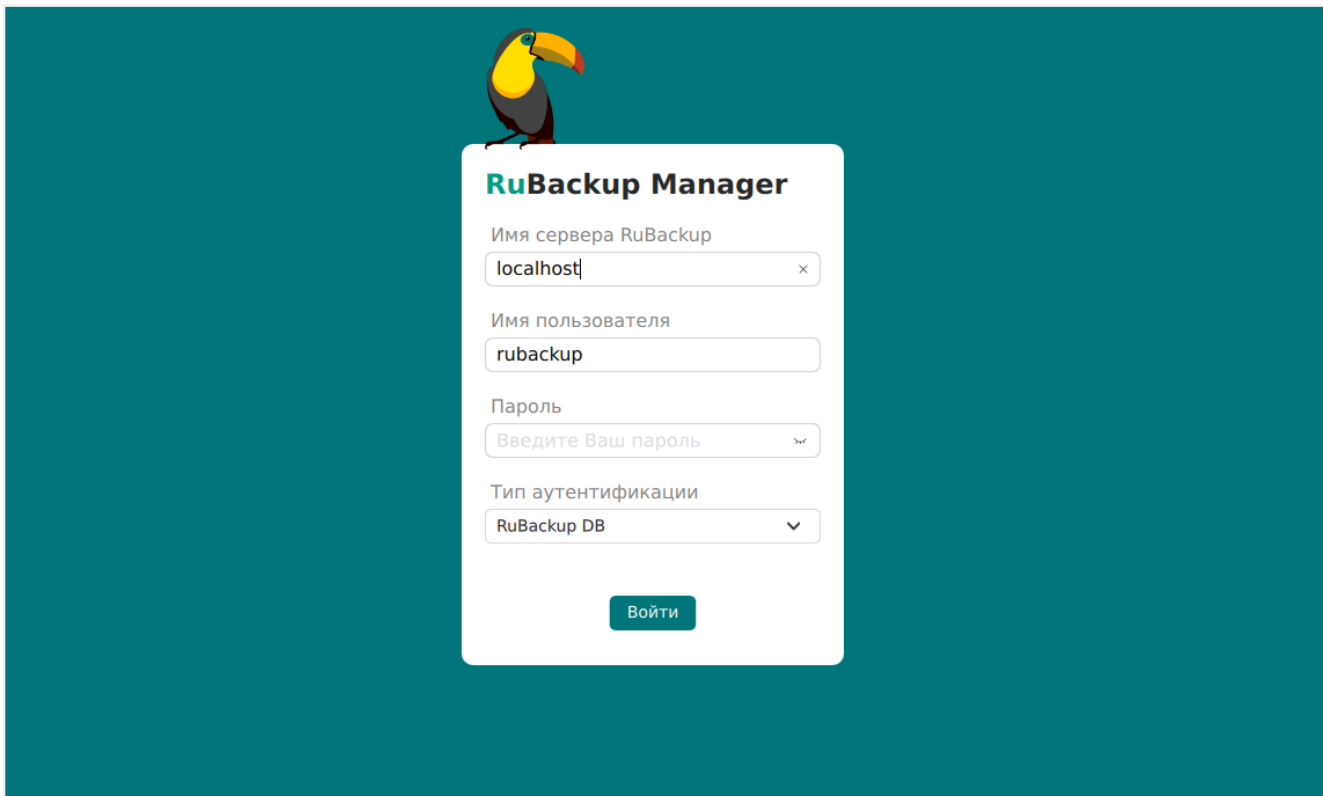 RuBackup Manager
Имя сервера RuBackup
localhost
Имя пользователя
rubackup
Пароль
Введите Ваш пароль
Тип аутентификации
RuBackup DB
Войти